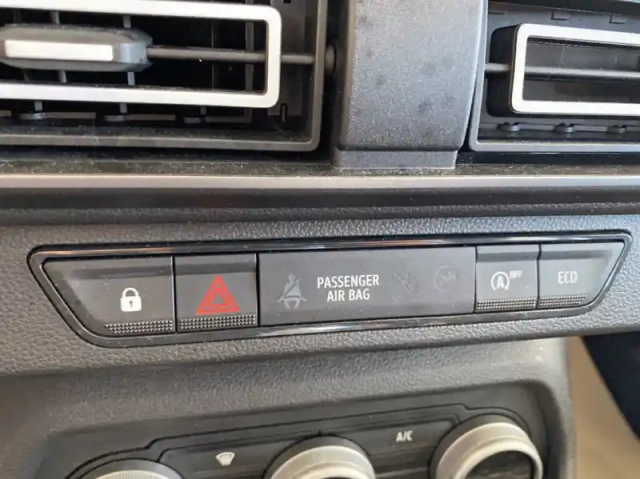 PASSENGER
AIR BAG
A OFF
ECO
A/C